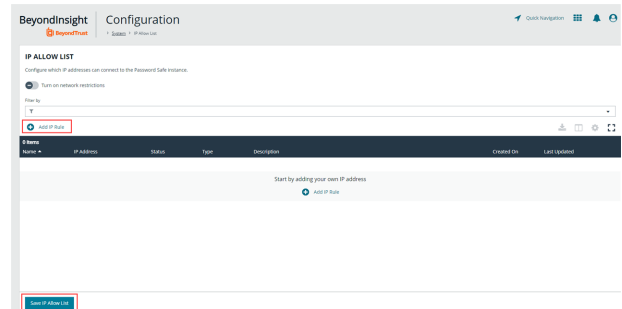 BeyondInsight
BeyondTrust
Configuration
System > IP Allow List
Quick Navigation
IP ALLOW LIST
Configure which IP addresses can connect to the Password Safe instance.
Turn on network restrictions
Filter by
Add IP Rule
0 items
Name IP Address Status Type Description Created On Last Updated
Start by adding your own IP address
Add IP Rule
Save IP Allow List